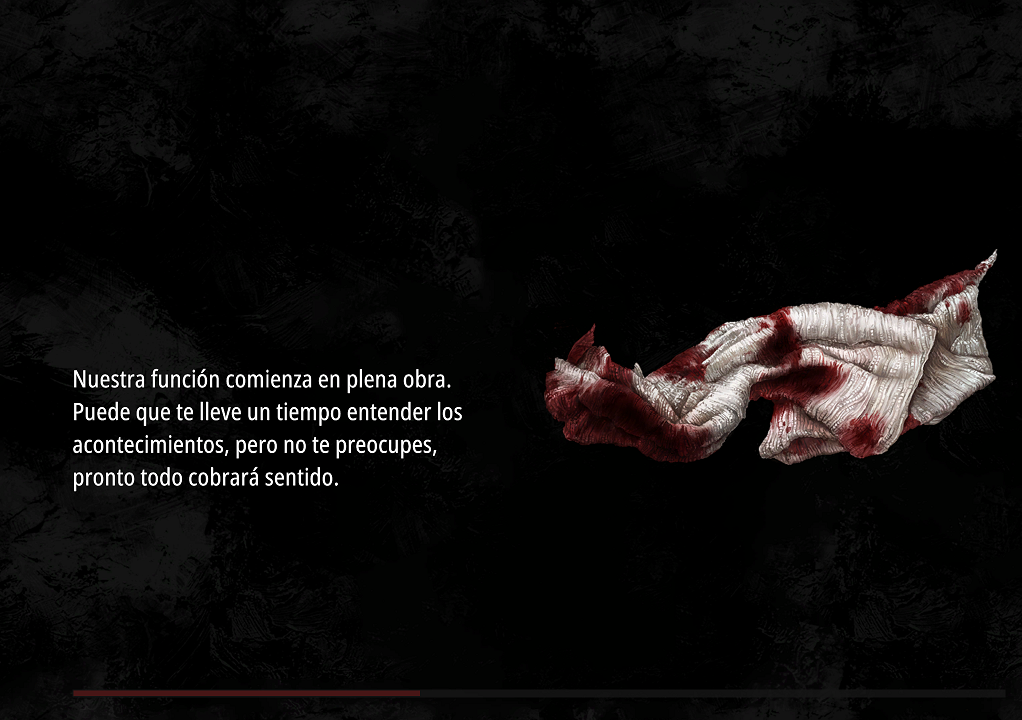 Nuestra función comienza en plena obra.
Puede que te lleve un tiempo entender los
acontecimientos, pero no te preocupes,
pronto todo cobrará sentido.